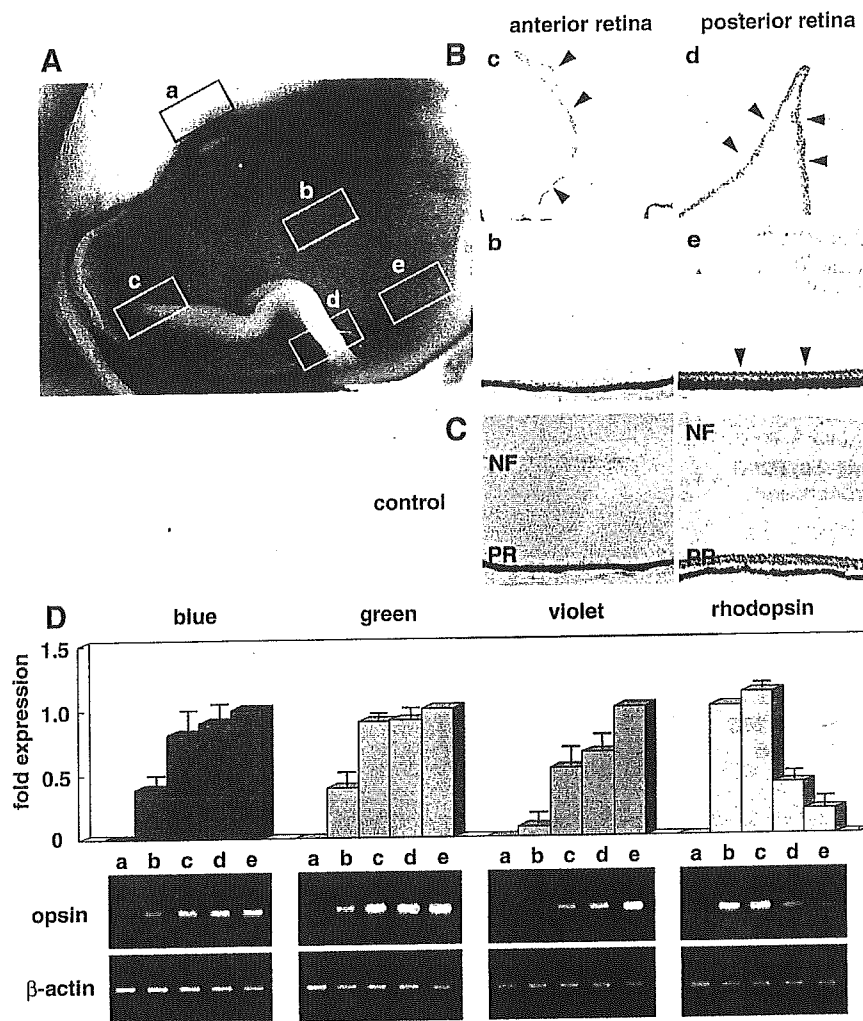 anterior retina
posterior retina
A
B
c
d
a
b
c
d
e
b
e
C
NF
PR
NF
PR
control
D
blue
green
violet
rhodopsin
fold expression
1.5
1.0
0.5
0
a b c d e
a b c d e
a b c d e
a b c d e
opsin
β-actin